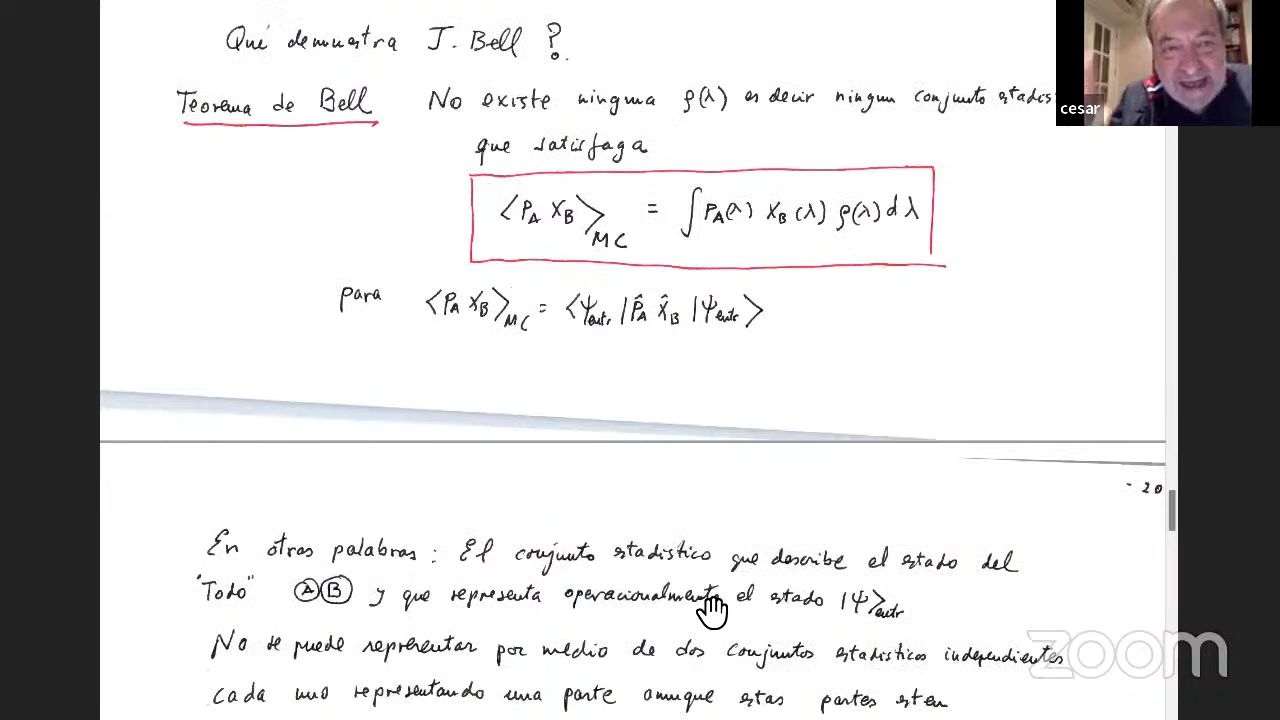 Qué demuestra J. Bell ?
Teorema de Bell No existe ninguna ρ(λ) es decir ningun conjunto estadis
que satisfaga
⟨P_A X_B⟩_MC = ∫ P_A(λ) X_B(λ) ρ(λ) dλ
para ⟨P_A X_B⟩_MC = ⟨ψ_entr | P̂_A X̂_B | ψ_entr⟩
cesar
- 20
En otras palabras : El conjunto estadistico que describe el estado del
"Todo" Ⓐ Ⓑ y que representa operacionalmente el estado |ψ⟩_entr
No se puede representar por medio de dos conjuntos estadisticos independientes
cada uno representando una parte aunque estas partes esten
zoom